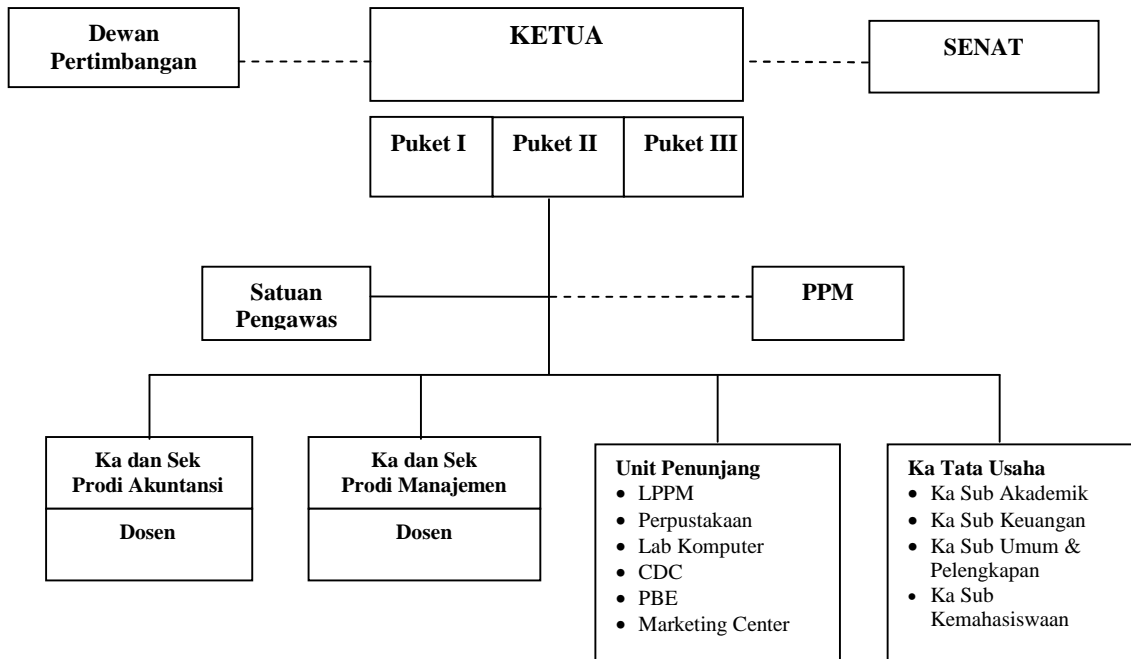 Dewan
Pertimbangan
KETUA
SENAT
Puket I
Puket II
Puket III
Satuan
Pengawas
PPM
Ka dan Sek
Prodi Akuntansi
Dosen
Ka dan Sek
Prodi Manajemen
Dosen
Unit Penunjang
• LPPM
• Perpustakaan
• Lab Komputer
• CDC
• PBE
• Marketing Center
Ka Tata Usaha
• Ka Sub Akademik
• Ka Sub Keuangan
• Ka Sub Umum &
Pelengkapan
• Ka Sub
Kemahasiswaan